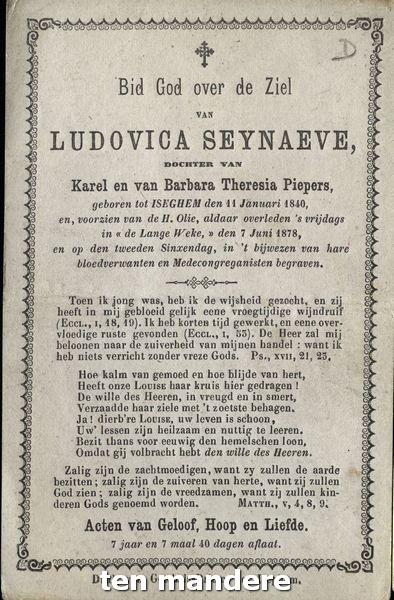 D
Bid God over de Ziel
VAN
LUDOVICA SEYNAEVE,
DOCHTER VAN
Karel en van Barbara Theresia Piepers,
geboren tot ISEGHEM den 11 Januari 1840,
en, voorzien van de H. Olie, aldaar overleden 's vrijdags
in « de Lange Weke, » den 7 Juni 1878,
en op den tweeden Sinxendag, in 't bijwezen van hare
bloedverwanten en Medecongreganisten begraven.
Toen ik jong was, heb ik de wijsheid gezocht, en zij
heeft in mij gebloeid gelijk eene vroegtijdige wijndruif
(ECCL., I, 18, 19). Ik heb korten tijd gewerkt, en eene over-
vloedige ruste gevonden (ECCL., I, 35). De Heer zal mij
beloonen naar de zuiverheid van mijnen handel : want ik
heb niets verricht zonder vreze Gods. PS., XVII, 21, 23.
Hoe kalm van gemoed en hoe blijde van hert,
Heeft onze LOUISE haar kruis hier gedragen !
De wille des Heeren, in vreugd en in smert,
Verzaadde haar ziele met 't zoetste behagen.
Ja! dierb're LOUISE, uw leven is schoon,
Uw' lessen zijn heilzaam en nuttig te leeren.
Bezit thans voor eeuwig den hemelschen loon,
Omdat gij volbracht hebt den wille des Heeren.
Zalig zijn de zachtmoedigen, want zy zullen de aarde
bezitten ; zalig zijn de zuiveren van herte, want zij zullen
God zien ; zalig zijn de vreedzamen, want zy zullen kin-
deren Gods genoemd worden. MATTH., V, 4, 8, 9.
Acten van Geloof, Hoop en Liefde.
7 jaar en 7 maal 40 dagen aflaat.
ten mandere